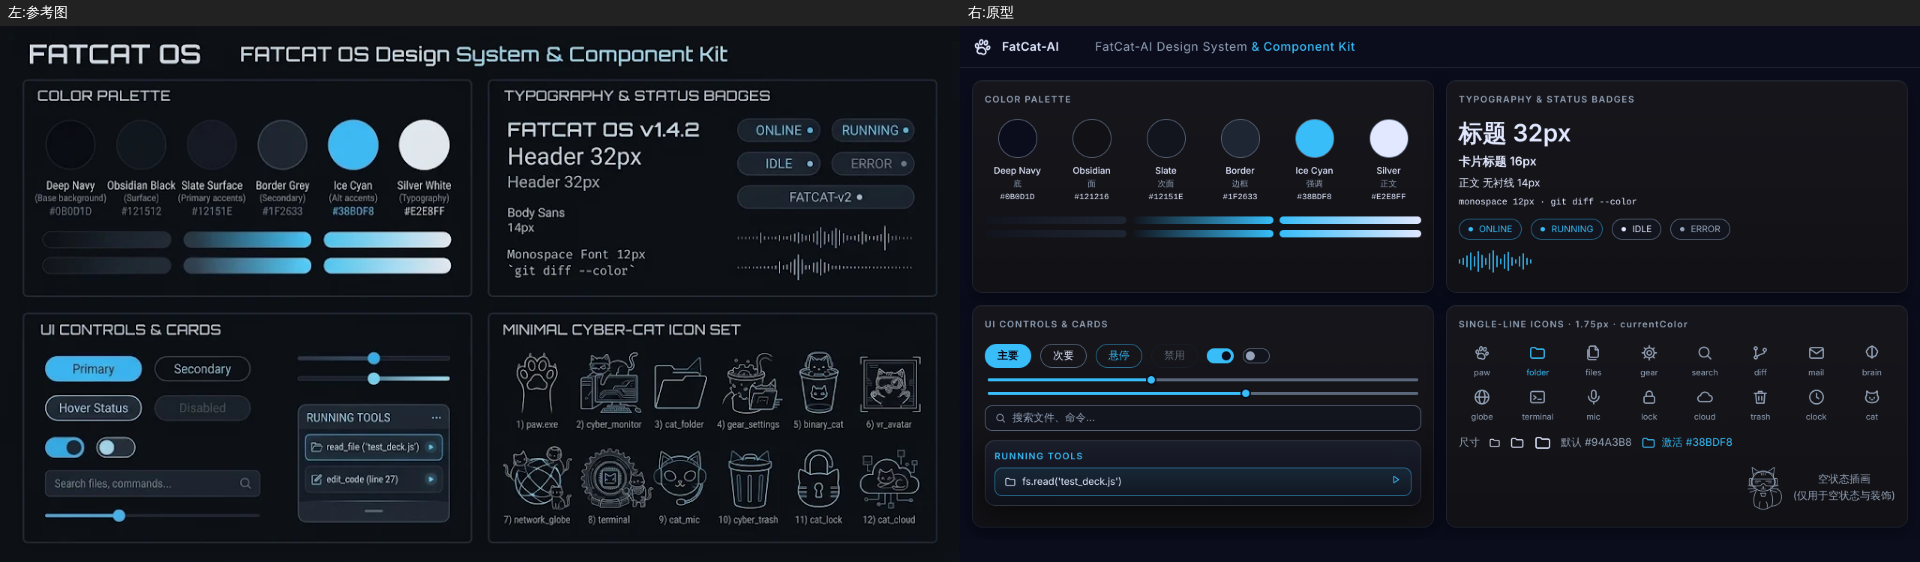 左:参考图
FATCAT OS
FATCAT OS Design System & Component Kit
COLOR PALETTE
Deep Navy
(Base background)
#0B0D1D
Obsidian Black
(Surface)
#121512
Slate Surface
(Primary accents)
#12151E
Border Grey
(Secondary)
#1F2633
Ice Cyan
(Alt accents)
#38BDF8
Silver White
(Typography)
#E2E8FF
TYPOGRAPHY & STATUS BADGES
FATCAT OS v1.4.2
Header 32px
Header 32px
Body Sans
14px
Monospace Font 12px
`git diff --color`
ONLINE
RUNNING
IDLE
ERROR
FATCAT-v2
UI CONTROLS & CARDS
Primary
Secondary
Hover Status
Disabled
Search files, commands...
RUNNING TOOLS
read_file ('test_deck.js')
edit_code (line 27)
MINIMAL CYBER-CAT ICON SET
1) paw.exe
2) cyber_monitor
3) cat_folder
4) gear_settings
5) binary_cat
6) vr_avatar
7) network_globe
8) terminal
9) cat_mic
10) cyber_trash
11) cat_lock
12) cat_cloud
右:原型
FatCat-AI
FatCat-AI Design System & Component Kit
COLOR PALETTE
Deep Navy
底
#0B0D1D
Obsidian
面
#121216
Slate
次面
#12151E
Border
边框
#1F2633
Ice Cyan
强调
#38BDF8
Silver
正文
#E2E8FF
TYPOGRAPHY & STATUS BADGES
标题 32px
卡片标题 16px
正文 无衬线 14px
monospace 12px · git diff --color
ONLINE
RUNNING
IDLE
ERROR
UI CONTROLS & CARDS
主要
次要
悬停
禁用
搜索文件、命令...
RUNNING TOOLS
fs.read('test_deck.js')
SINGLE-LINE ICONS · 1.75px · currentColor
paw
folder
files
gear
search
diff
mail
brain
globe
terminal
mic
lock
cloud
trash
clock
cat
尺寸
默认 #94A3B8
激活 #38BDF8
空状态插画
(仅用于空状态与装饰)